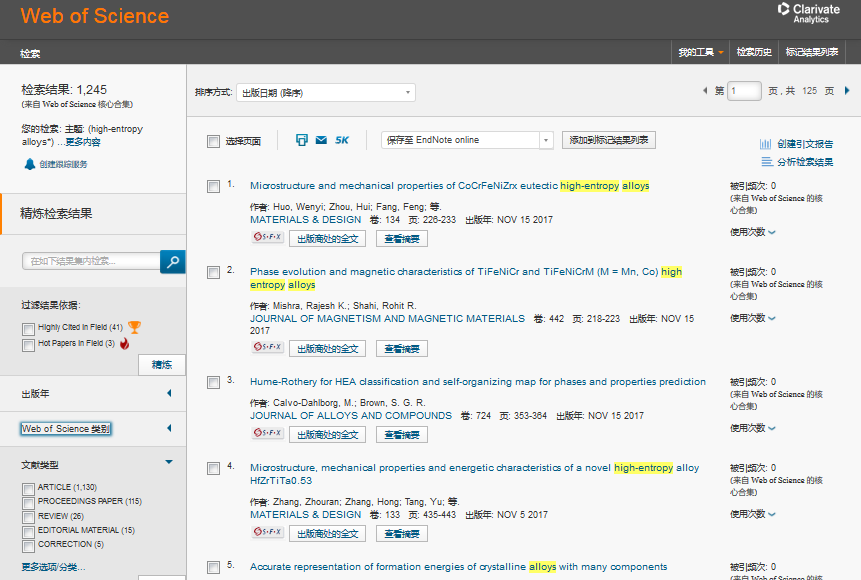 Web of Science
Clarivate
Analytics
检索
我的工具
检索历史
标记结果列表
检索结果: 1,245
(来自 Web of Science 核心合集)
您的检索: 主题: (high-entropy
alloys*) ...更多内容
创建跟踪服务
精炼检索结果
在如下结果集内检索...
过滤结果依据:
Highly Cited in Field (41)
Hot Papers in Field (3)
精炼
出版年
Web of Science 类别
文献类型
ARTICLE (1,130)
PROCEEDINGS PAPER (115)
REVIEW (26)
EDITORIAL MATERIAL (15)
CORRECTION (5)
更多选项/分类...
排序方式: 出版日期 (降序)
第 1 页, 共 125 页
选择页面
5K
保存至 EndNote online
添加到标记结果列表
创建引文报告
分析检索结果
1. Microstructure and mechanical properties of CoCrFeNiZrx eutectic high-entropy alloys
作者: Huo, Wenyi; Zhou, Hui; Fang, Feng; 等.
MATERIALS & DESIGN 卷: 134 页: 226-233 出版年: NOV 15 2017
S·F·X 出版商处的全文 查看摘要
被引频次: 0
(来自 Web of Science 的核
心合集)
使用次数
2. Phase evolution and magnetic characteristics of TiFeNiCr and TiFeNiCrM (M = Mn, Co) high
entropy alloys
作者: Mishra, Rajesh K.; Shahi, Rohit R.
JOURNAL OF MAGNETISM AND MAGNETIC MATERIALS 卷: 442 页: 218-223 出版年: NOV 15
2017
S·F·X 出版商处的全文 查看摘要
被引频次: 0
(来自 Web of Science 的核
心合集)
使用次数
3. Hume-Rothery for HEA classification and self-organizing map for phases and properties prediction
作者: Calvo-Dahlborg, M.; Brown, S. G. R.
JOURNAL OF ALLOYS AND COMPOUNDS 卷: 724 页: 353-364 出版年: NOV 15 2017
S·F·X 出版商处的全文 查看摘要
被引频次: 0
(来自 Web of Science 的核
心合集)
使用次数
4. Microstructure, mechanical properties and energetic characteristics of a novel high-entropy alloy
HfZrTiTa0.53
作者: Zhang, Zhouran; Zhang, Hong; Tang, Yu; 等.
MATERIALS & DESIGN 卷: 133 页: 435-443 出版年: NOV 5 2017
S·F·X 出版商处的全文 查看摘要
被引频次: 0
(来自 Web of Science 的核
心合集)
使用次数
5. Accurate representation of formation energies of crystalline alloys with many components
被引频次: 0
(来自 Web of Science 的核